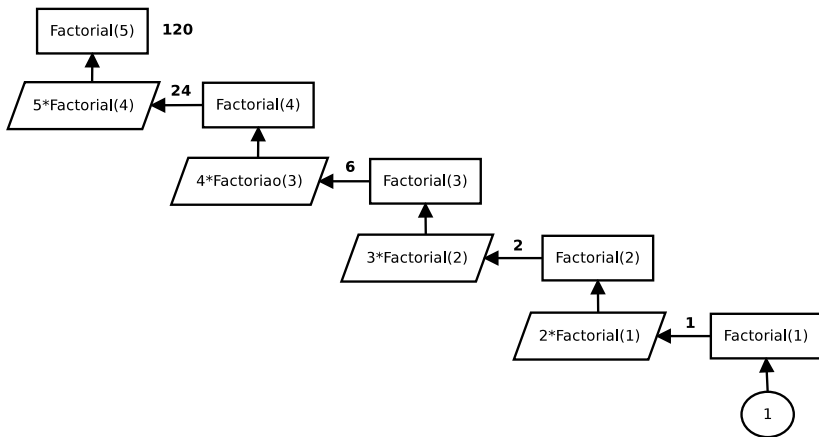 Factorial(5) 120
5*Factorial(4) 24 Factorial(4)
4*Factoriao(3) 6 Factorial(3)
3*Factorial(2) 2 Factorial(2)
2*Factorial(1) 1 Factorial(1)
1